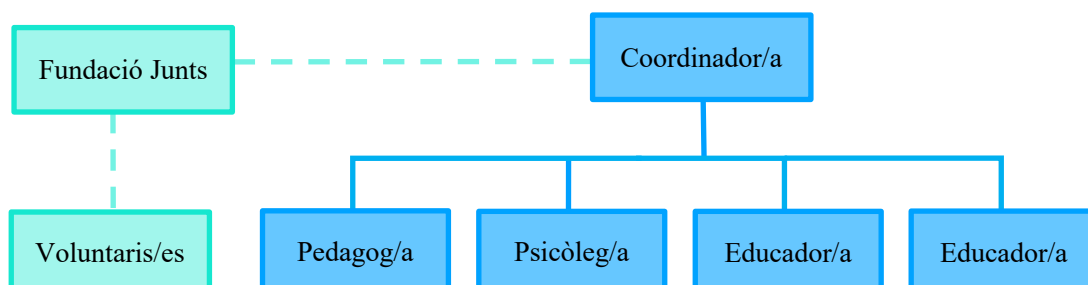 Fundació Junts
Coordinador/a
Voluntaris/es
Pedagog/a
Psicòleg/a
Educador/a
Educador/a